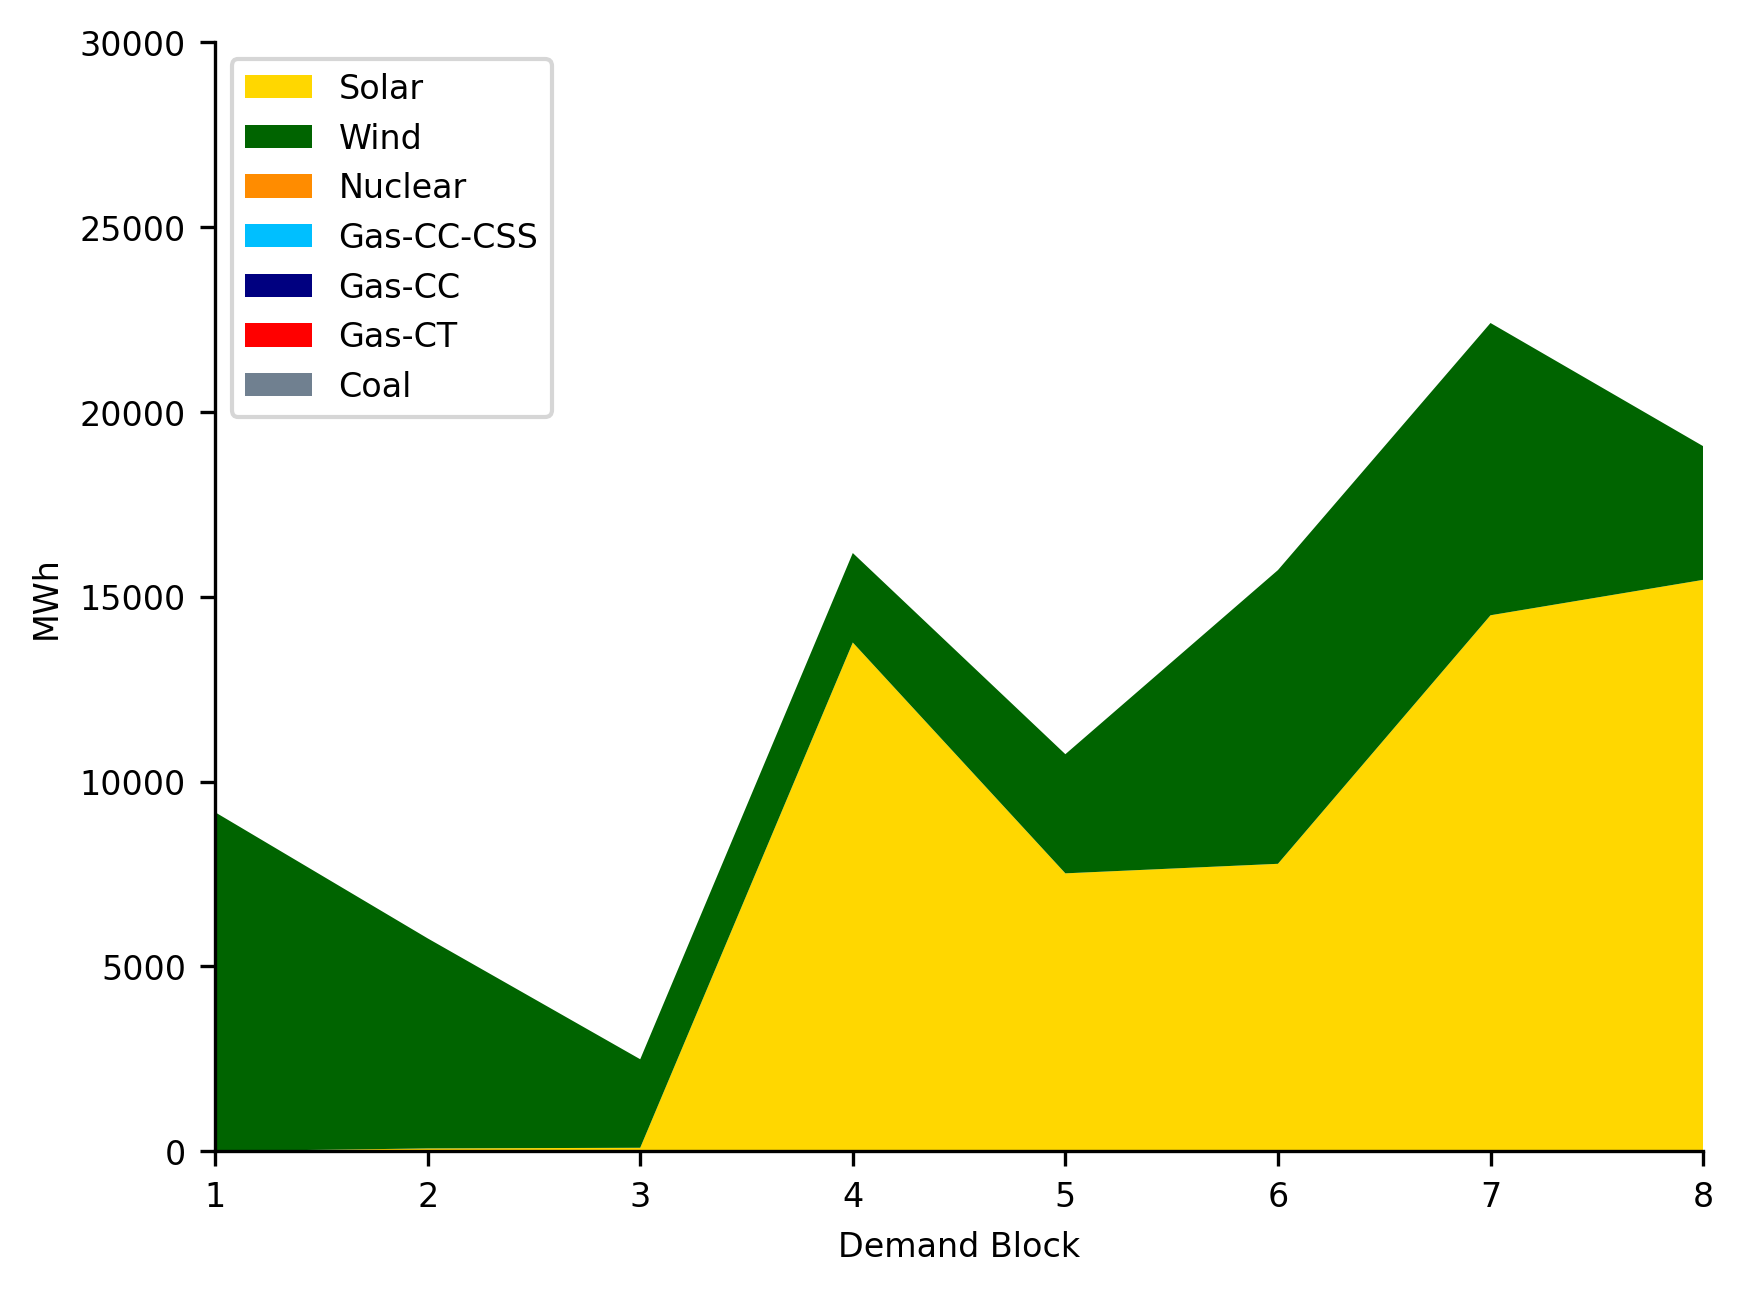 30000
25000
20000
15000
10000
5000
0
MWh
Solar
Wind
Nuclear
Gas-CC-CSS
Gas-CC
Gas-CT
Coal
1 2 3 4 5 6 7 8
Demand Block